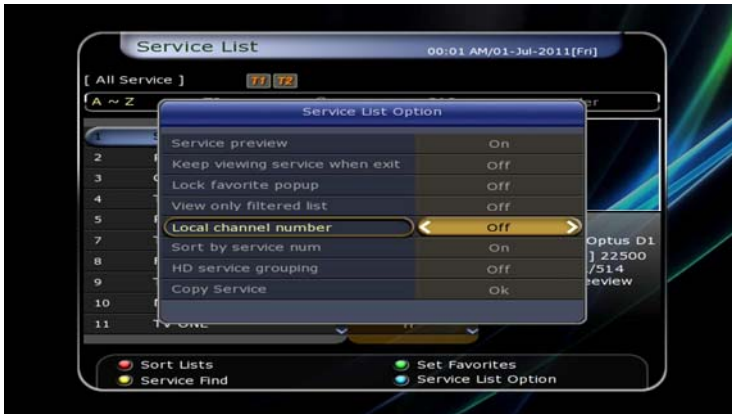 Service List 00:01 AM/01-Jul-2011[Fri]
[ All Service ] T1 T2
A ~ Z
Service List Option
1
Service preview On
2
Keep viewing service when exit Off
3
Lock favorite popup Off
4
View only filtered list Off
5
Local channel number Off
7
Sort by service num On
Optus D1
8
HD service grouping Off
] 22500
/514
9
Copy Service Ok
eeview
10
11 TV ONE
Sort Lists Set Favorites
Service Find Service List Option